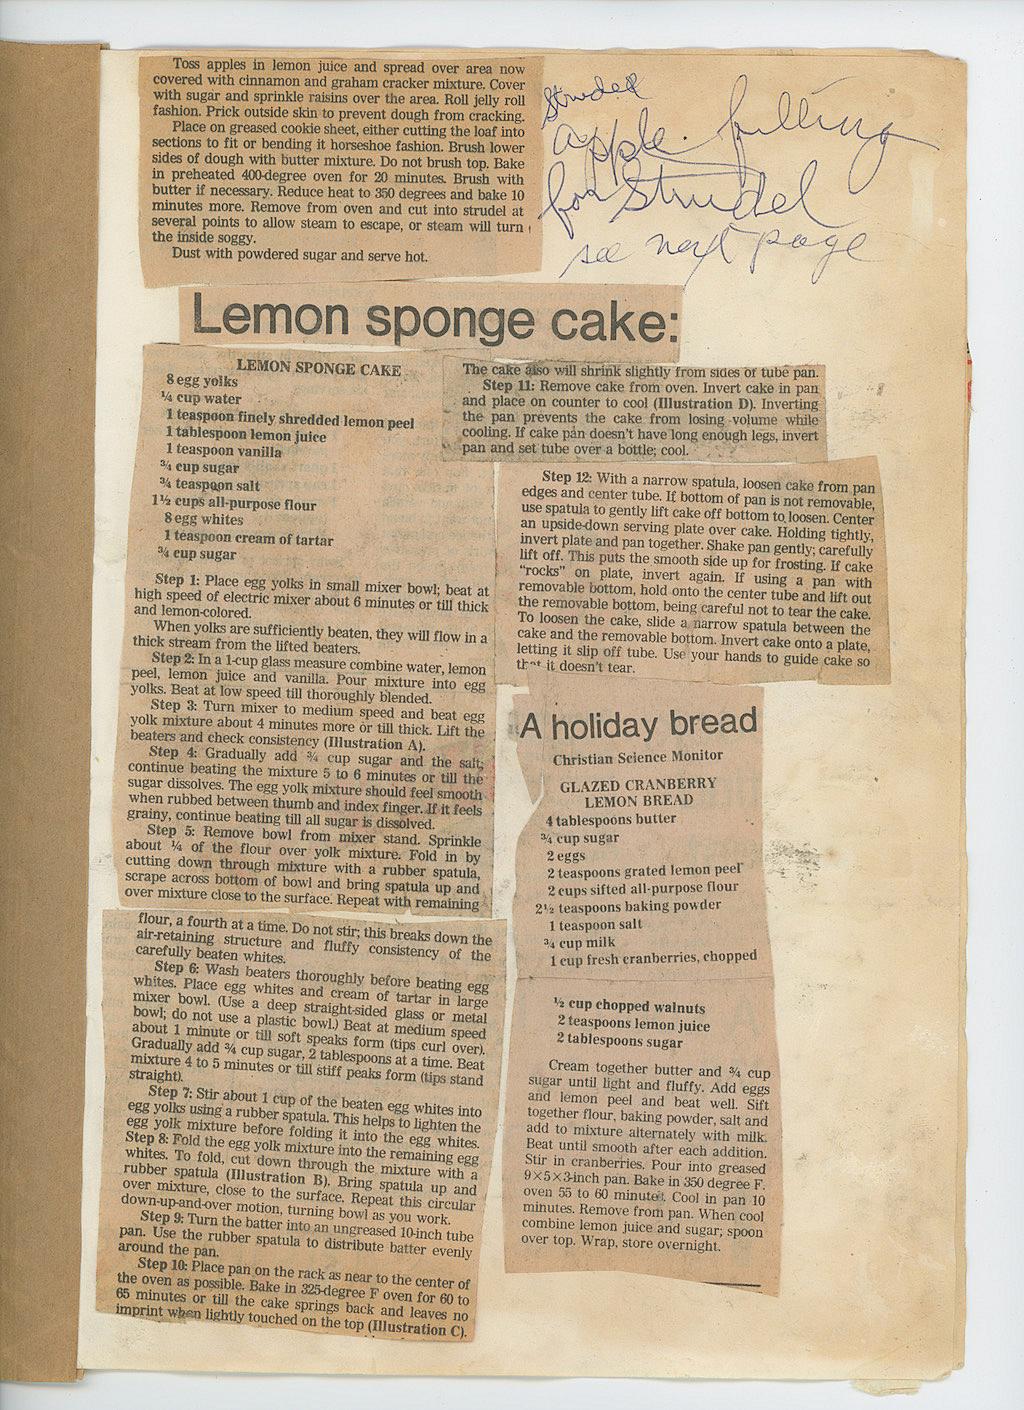 Toss apples in lemon juice and spread over area now
covered with cinnamon and graham cracker mixture. Cover
with sugar and sprinkle raisins over the area. Roll jelly roll
fashion. Prick outside skin to prevent dough from cracking.
Place on greased cookie sheet, either cutting the loaf into
sections to fit or bending it horseshoe fashion. Brush lower
sides of dough with butter mixture. Do not brush top. Bake
in preheated 400-degree oven for 20 minutes. Brush with
butter if necessary. Reduce heat to 350 degrees and bake 10
minutes more. Remove from oven and cut into strudel at
several points to allow steam to escape, or steam will turn
the inside soggy.
Dust with powdered sugar and serve hot.
Strudel
apple filling
for Strudel
see next page
Lemon sponge cake:
LEMON SPONGE CAKE
8 egg yolks
¼ cup water
1 teaspoon finely shredded lemon peel
1 tablespoon lemon juice
1 teaspoon vanilla
¾ cup sugar
¾ teaspoon salt
1½ cups all-purpose flour
8 egg whites
1 teaspoon cream of tartar
¾ cup sugar
Step 1: Place egg yolks in small mixer bowl; beat at
high speed of electric mixer about 6 minutes or till thick
and lemon-colored.
When yolks are sufficiently beaten, they will flow in a
thick stream from the lifted beaters.
Step 2: In a 1-cup glass measure combine water, lemon
peel, lemon juice and vanilla. Pour mixture into egg
yolks. Beat at low speed till thoroughly blended.
Step 3: Turn mixer to medium speed and beat egg
yolk mixture about 4 minutes more or till thick. Lift the
beaters and check consistency (Illustration A).
Step 4: Gradually add ¾ cup sugar and the salt;
continue beating the mixture 5 to 6 minutes or till the
sugar dissolves. The egg yolk mixture should feel smooth
when rubbed between thumb and index finger. If it feels
grainy, continue beating till all sugar is dissolved.
Step 5: Remove bowl from mixer stand. Sprinkle
about ¼ of the flour over yolk mixture. Fold in by
cutting down through mixture with a rubber spatula,
scrape across bottom of bowl and bring spatula up and
over mixture close to the surface. Repeat with remaining
flour, a fourth at a time. Do not stir; this breaks down the
air-retaining structure and fluffy consistency of the
carefully beaten whites.
Step 6: Wash beaters thoroughly before beating egg
whites. Place egg whites and cream of tartar in large
mixer bowl. (Use a deep straight-sided glass or metal
bowl; do not use a plastic bowl.) Beat at medium speed
about 1 minute or till soft speaks form (tips curl over).
Gradually add ¾ cup sugar, 2 tablespoons at a time. Beat
mixture 4 to 5 minutes or till stiff peaks form (tips stand
straight).
Step 7: Stir about 1 cup of the beaten egg whites into
egg yolks using a rubber spatula. This helps to lighten the
egg yolk mixture before folding it into the egg whites.
Step 8: Fold the egg yolk mixture into the remaining egg
whites. To fold, cut down through the mixture with a
rubber spatula (Illustration B). Bring spatula up and
over mixture, close to the surface. Repeat this circular
down-up-and-over motion, turning bowl as you work.
Step 9: Turn the batter into an ungreased 10-inch tube
pan. Use the rubber spatula to distribute batter evenly
around the pan.
Step 10: Place pan on the rack as near to the center of
the oven as possible. Bake in 325-degree F oven for 60 to
65 minutes or till the cake springs back and leaves no
imprint when lightly touched on the top (Illustration C).
The cake also will shrink slightly from sides of tube pan.
Step 11: Remove cake from oven. Invert cake in pan
and place on counter to cool (Illustration D). Inverting
the pan prevents the cake from losing volume while
cooling. If cake pan doesn't have long enough legs, invert
pan and set tube over a bottle; cool.
Step 12: With a narrow spatula, loosen cake from pan
edges and center tube. If bottom of pan is not removable,
use spatula to gently lift cake off bottom to loosen. Center
an upside-down serving plate over cake. Holding tightly,
invert plate and pan together. Shake pan gently; carefully
lift off. This puts the smooth side up for frosting. If cake
"rocks" on plate, invert again. If using a pan with
removable bottom, hold onto the center tube and lift out
the removable bottom, being careful not to tear the cake.
To loosen the cake, slide a narrow spatula between the
cake and the removable bottom. Invert cake onto a plate,
letting it slip off tube. Use your hands to guide cake so
that it doesn't tear.
A holiday bread
Christian Science Monitor
GLAZED CRANBERRY
LEMON BREAD
4 tablespoons butter
¾ cup sugar
2 eggs
2 teaspoons grated lemon peel
2 cups sifted all-purpose flour
2½ teaspoons baking powder
1 teaspoon salt
¾ cup milk
1 cup fresh cranberries, chopped
½ cup chopped walnuts
2 teaspoons lemon juice
2 tablespoons sugar
Cream together butter and ¾ cup
sugar until light and fluffy. Add eggs
and lemon peel and beat well. Sift
together flour, baking powder, salt and
add to mixture alternately with milk.
Beat until smooth after each addition.
Stir in cranberries. Pour into greased
9×5×3-inch pan. Bake in 350 degree F.
oven 55 to 60 minutes. Cool in pan 10
minutes. Remove from pan. When cool
combine lemon juice and sugar; spoon
over top. Wrap, store overnight.